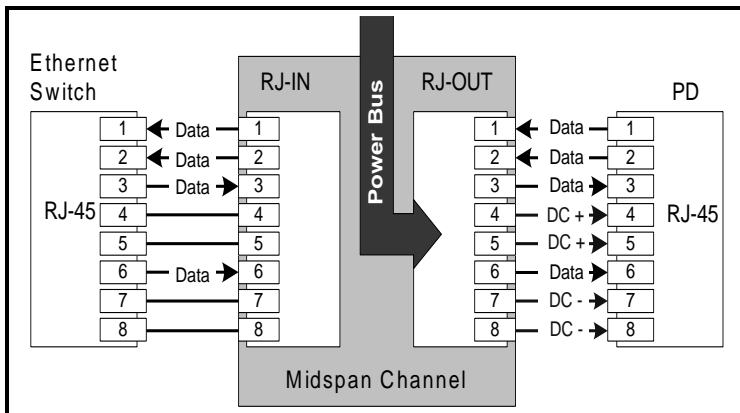 Ethernet
Switch
RJ-IN
RJ-OUT
PD
Power Bus
RJ-45
1 Data 1
2 Data 2
3 Data 3
4 4
5 5
6 Data 6
7 7
8 8
1 Data 1
2 Data 2
3 Data 3
4 DC + 4
5 DC + 5
6 Data 6
7 DC - 7
8 DC - 8
RJ-45
Midspan Channel